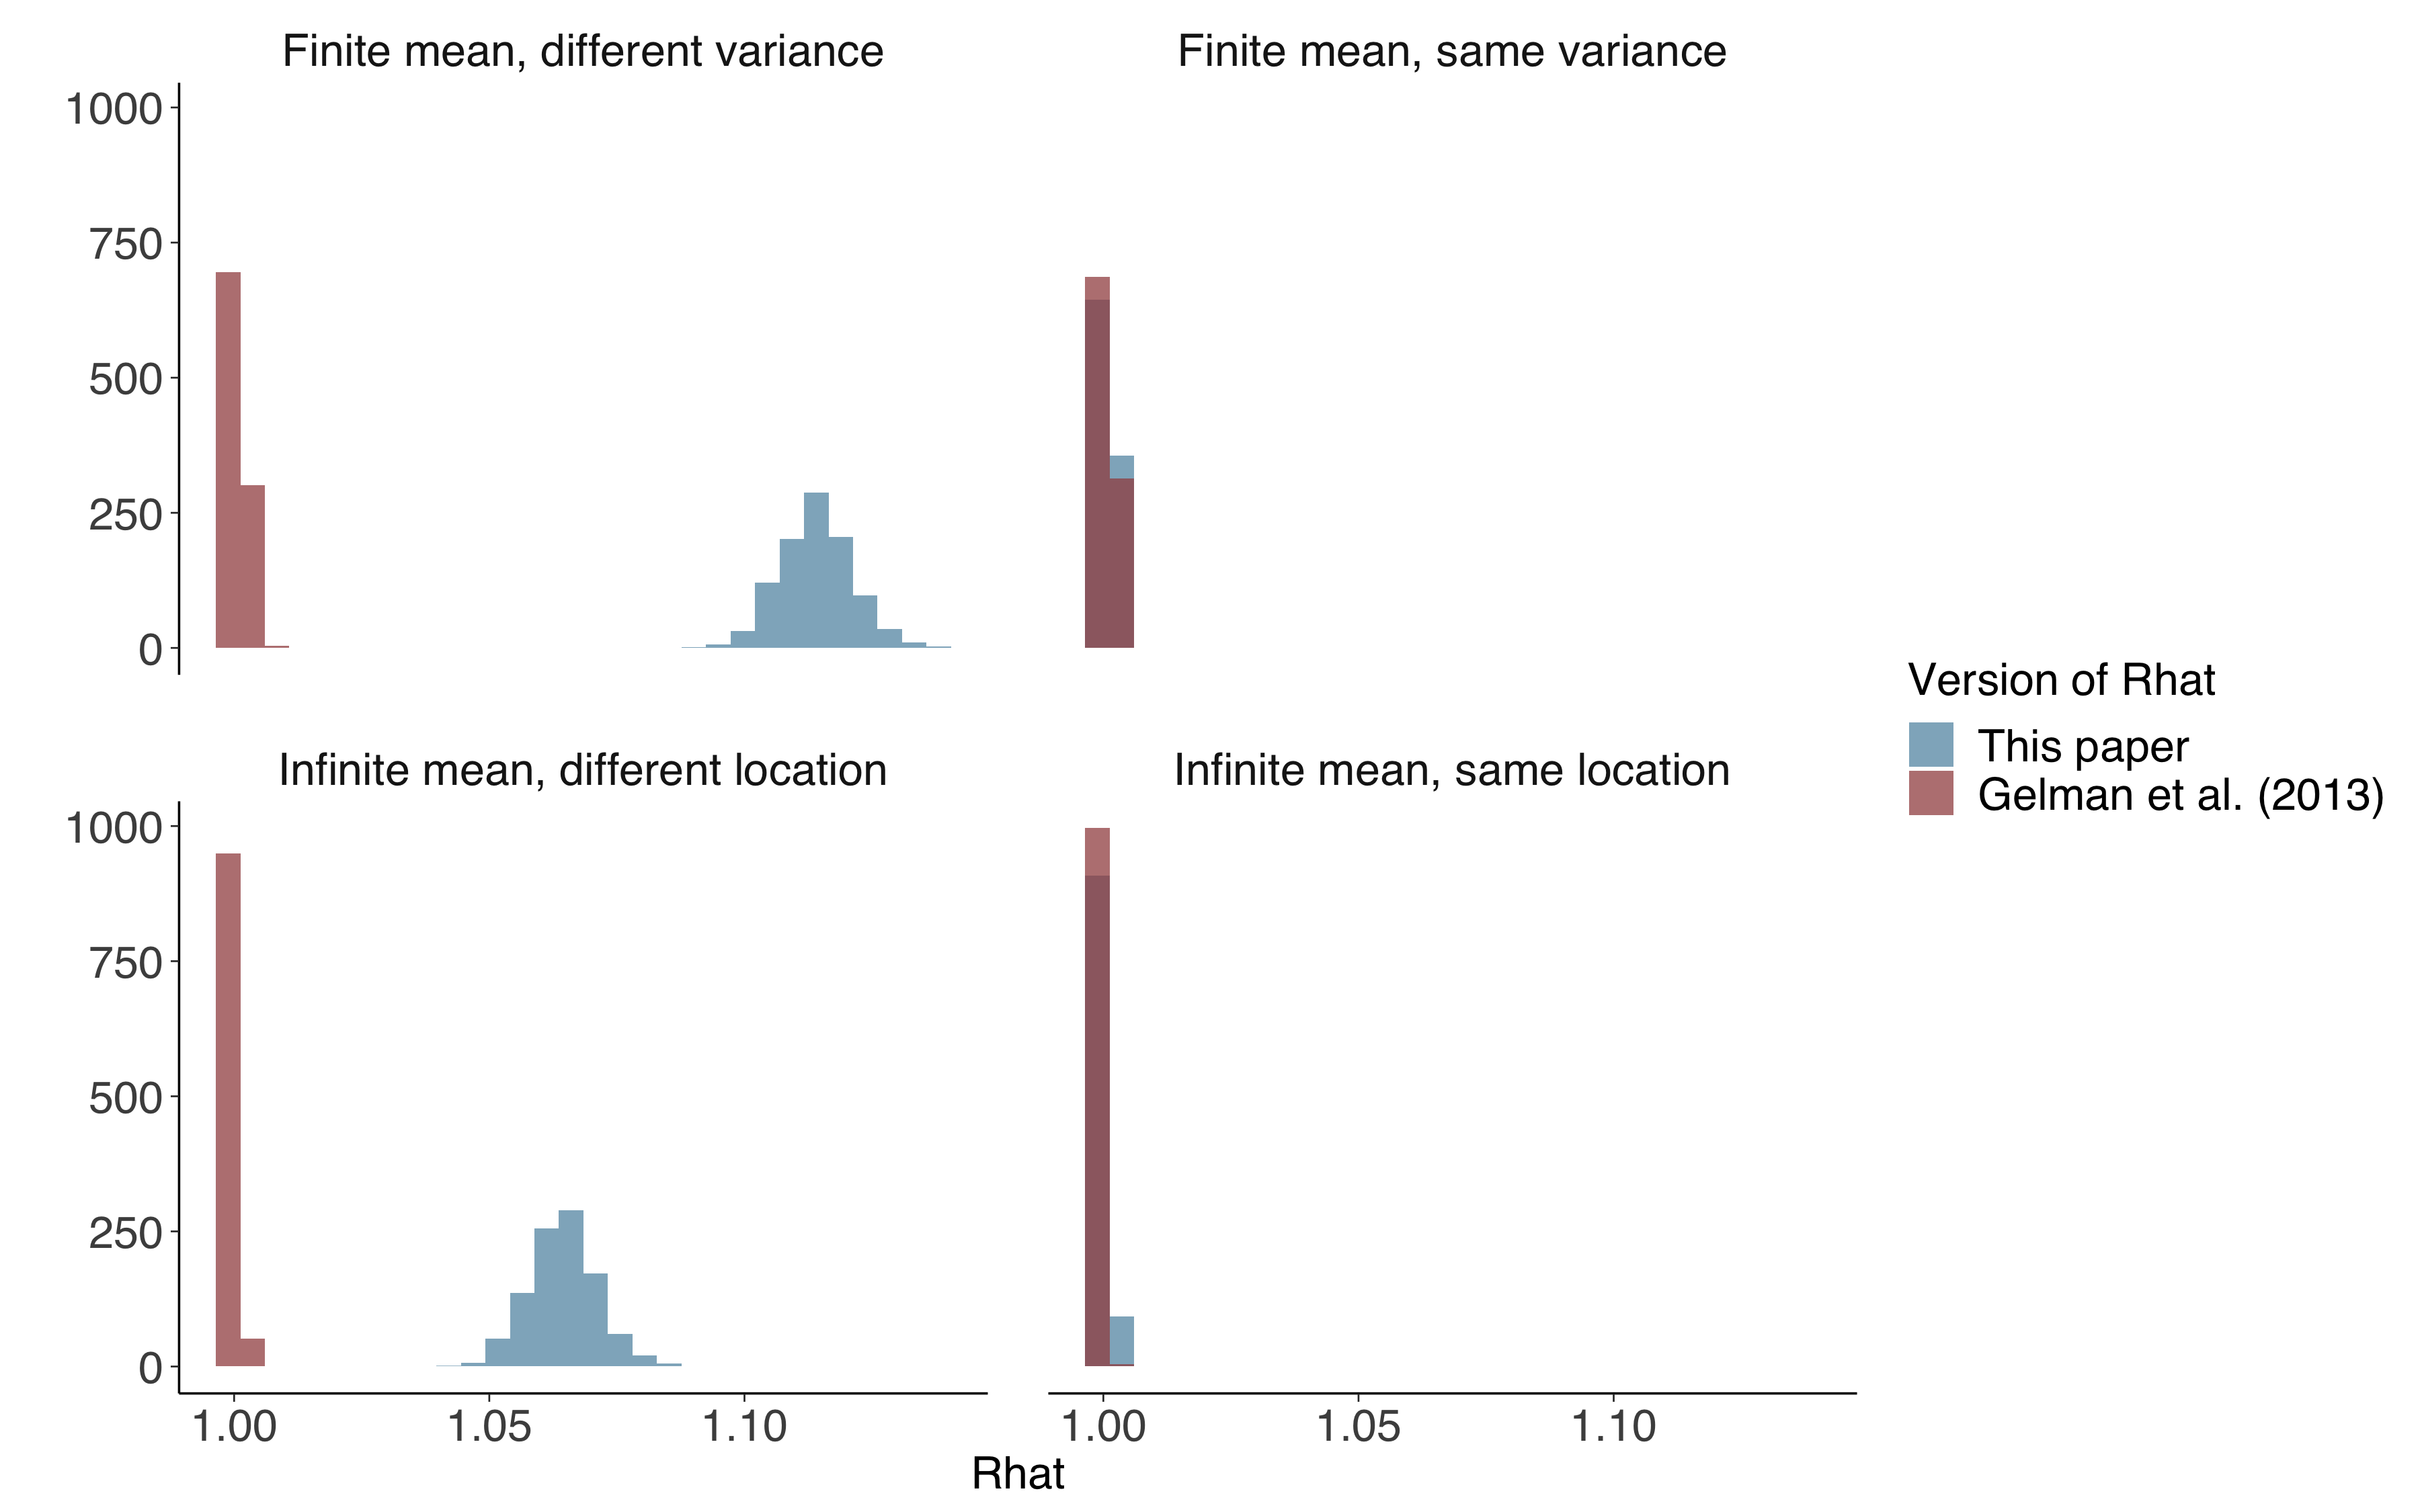 Finite mean, different variance
Finite mean, same variance
1000
750
500
250
0
Infinite mean, different location
Infinite mean, same location
1000
750
500
250
0
1.00 1.05 1.10
1.00 1.05 1.10
Rhat
Version of Rhat
This paper
Gelman et al. (2013)